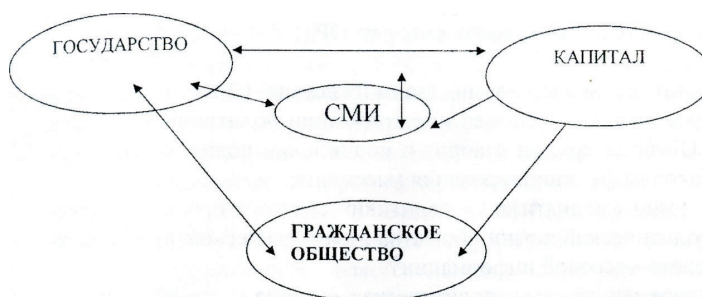 ГОСУДАРСТВО
КАПИТАЛ
СМИ
ГРАЖДАНСКОЕ
ОБЩЕСТВО